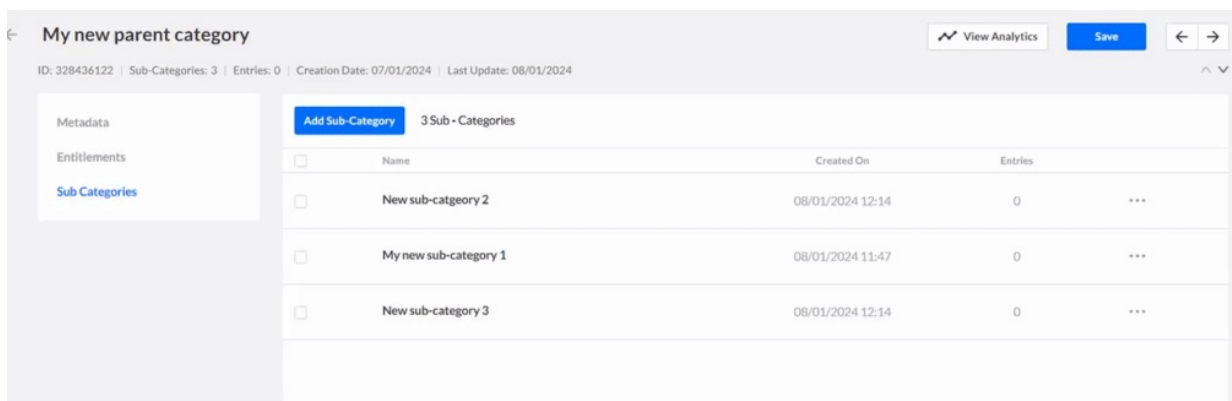 My new parent category
View Analytics
Save
ID: 328436122 | Sub-Categories: 3 | Entries: 0 | Creation Date: 07/01/2024 | Last Update: 08/01/2024
Metadata
Entitlements
Sub Categories
Add Sub-Category 3 Sub - Categories
Name Created On Entries
New sub-catgeory 2 08/01/2024 12:14 0
My new sub-category 1 08/01/2024 11:47 0
New sub-category 3 08/01/2024 12:14 0